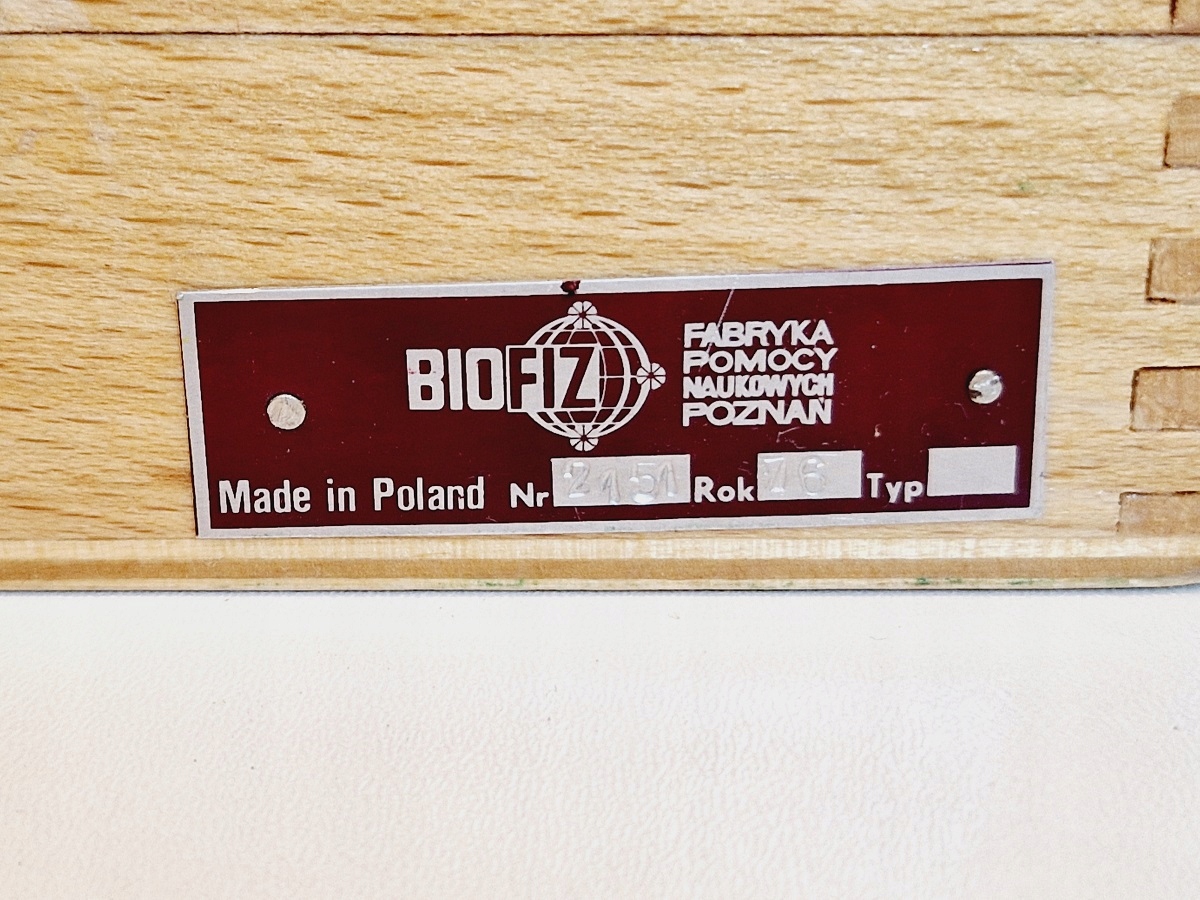 BIOFIZ
FABRYKA
POMOCY
NAUKOWYCH
POZNAŃ
Made in Poland Nr 2151 Rok 76 Typ